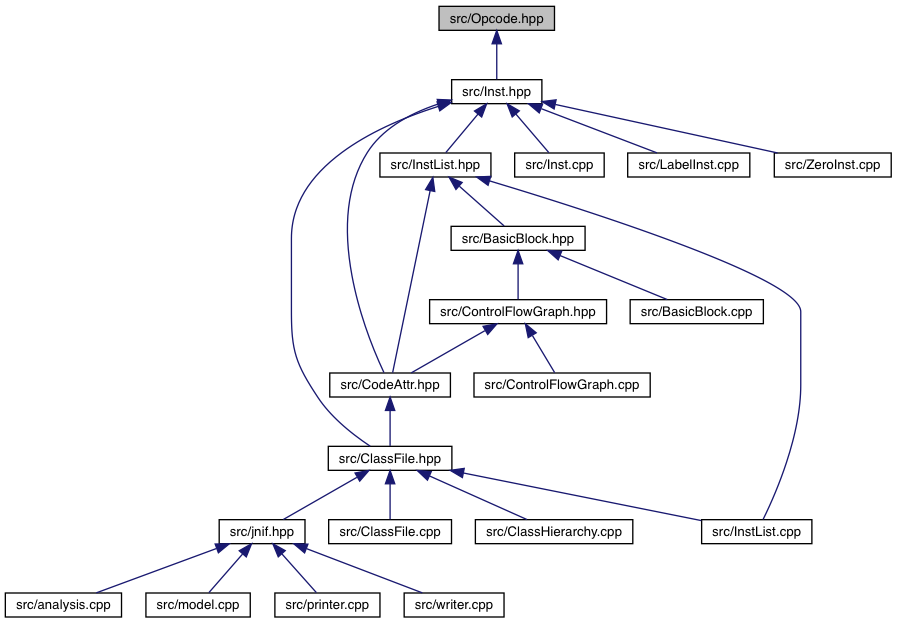 src/Opcode.hpp
src/Inst.hpp
src/InstList.hpp
src/Inst.cpp
src/LabelInst.cpp
src/ZeroInst.cpp
src/BasicBlock.hpp
src/ControlFlowGraph.hpp
src/BasicBlock.cpp
src/CodeAttr.hpp
src/ControlFlowGraph.cpp
src/ClassFile.hpp
src/jnif.hpp
src/ClassFile.cpp
src/ClassHierarchy.cpp
src/InstList.cpp
src/analysis.cpp
src/model.cpp
src/printer.cpp
src/writer.cpp